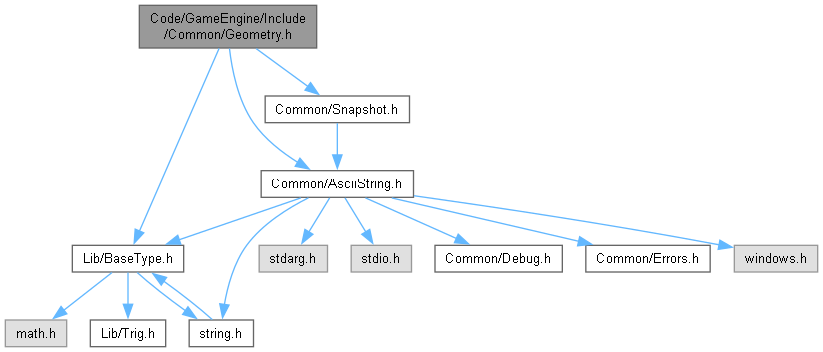 Code/GameEngine/Include
/Common/Geometry.h
Common/Snapshot.h
Common/AsciiString.h
Lib/BaseType.h
stdarg.h
stdio.h
Common/Debug.h
Common/Errors.h
windows.h
math.h
Lib/Trig.h
string.h